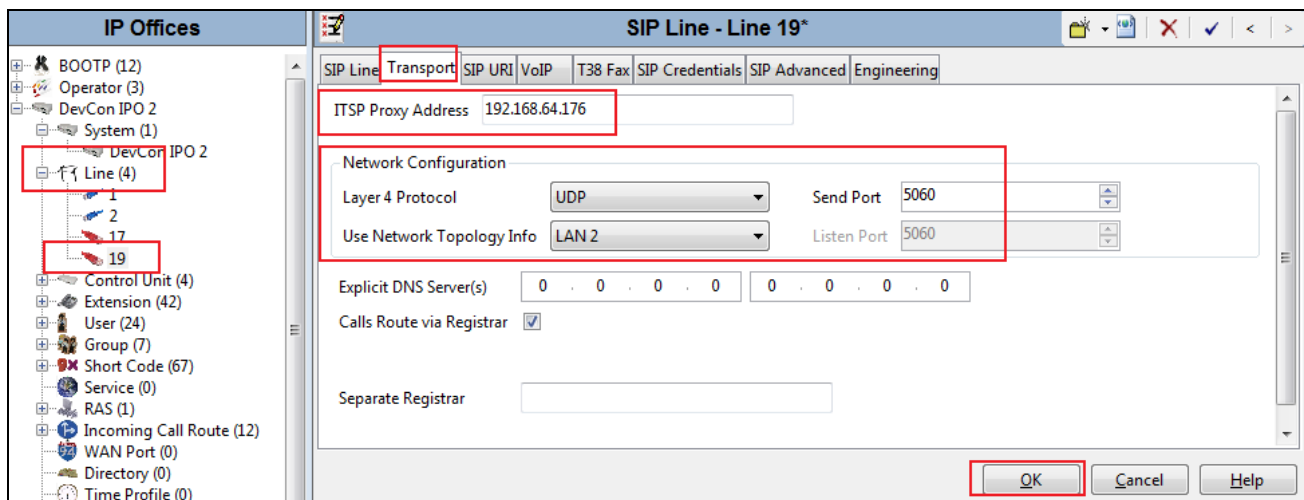 IP Offices
BOOTP (12)
Operator (3)
DevCon IPO 2
System (1)
DevCon IPO 2
Line (4)
1
2
17
19
Control Unit (4)
Extension (42)
User (24)
Group (7)
Short Code (67)
Service (0)
RAS (1)
Incoming Call Route (12)
WAN Port (0)
Directory (0)
Time Profile (0)
SIP Line - Line 19*
SIP Line Transport SIP URI VoIP T38 Fax SIP Credentials SIP Advanced Engineering
ITSP Proxy Address 192.168.64.176
Network Configuration
Layer 4 Protocol UDP Send Port 5060
Use Network Topology Info LAN 2 Listen Port 5060
Explicit DNS Server(s) 0 . 0 . 0 . 0 0 . 0 . 0 . 0
Calls Route via Registrar
Separate Registrar
OK Cancel Help